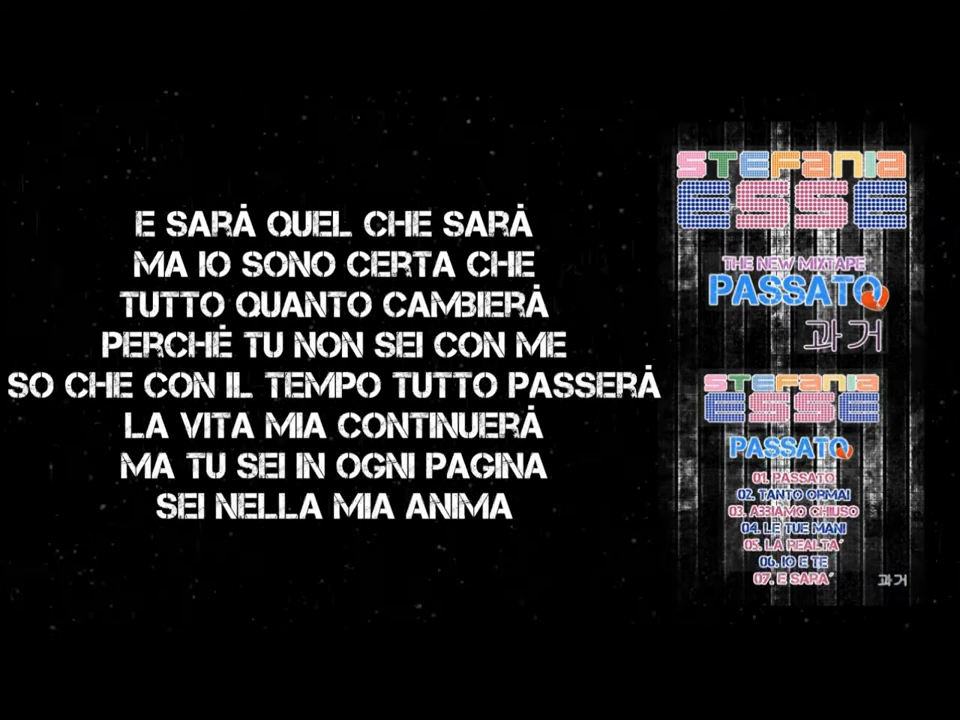 E SARÀ QUEL CHE SARÀ
MA IO SONO CERTA CHE
TUTTO QUANTO CAMBIERÀ
PERCHÈ TU NON SEI CON ME
SO CHE CON IL TEMPO TUTTO PASSERÀ
LA VITA MIA CONTINUERÀ
MA TU SEI IN OGNI PAGINA
SEI NELLA MIA ANIMA
STEFANIA
ESSE
THE NEW MIXTAPE
PASSATO
과거
STEFANIA
ESSE
PASSATO
01. PASSATO
02. TANTO ORMAI
03. ABBIAMO CHIUSO
04. LE TUE MANI
05. LA REALTA´
06. IO E TE
07. E SARA´
과거